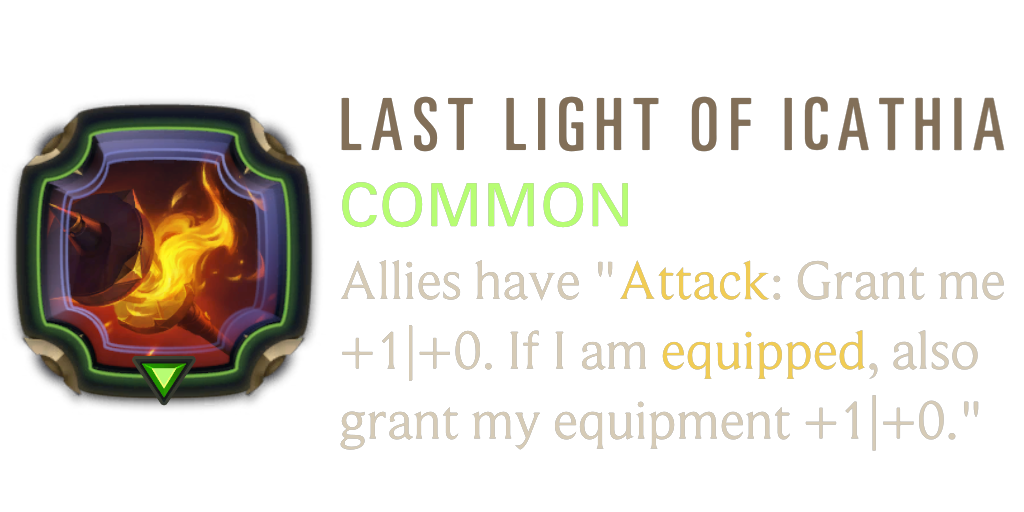 LAST LIGHT OF ICATHIA
COMMON
Allies have "Attack: Grant me
+1|+0. If I am equipped, also
grant my equipment +1|+0."